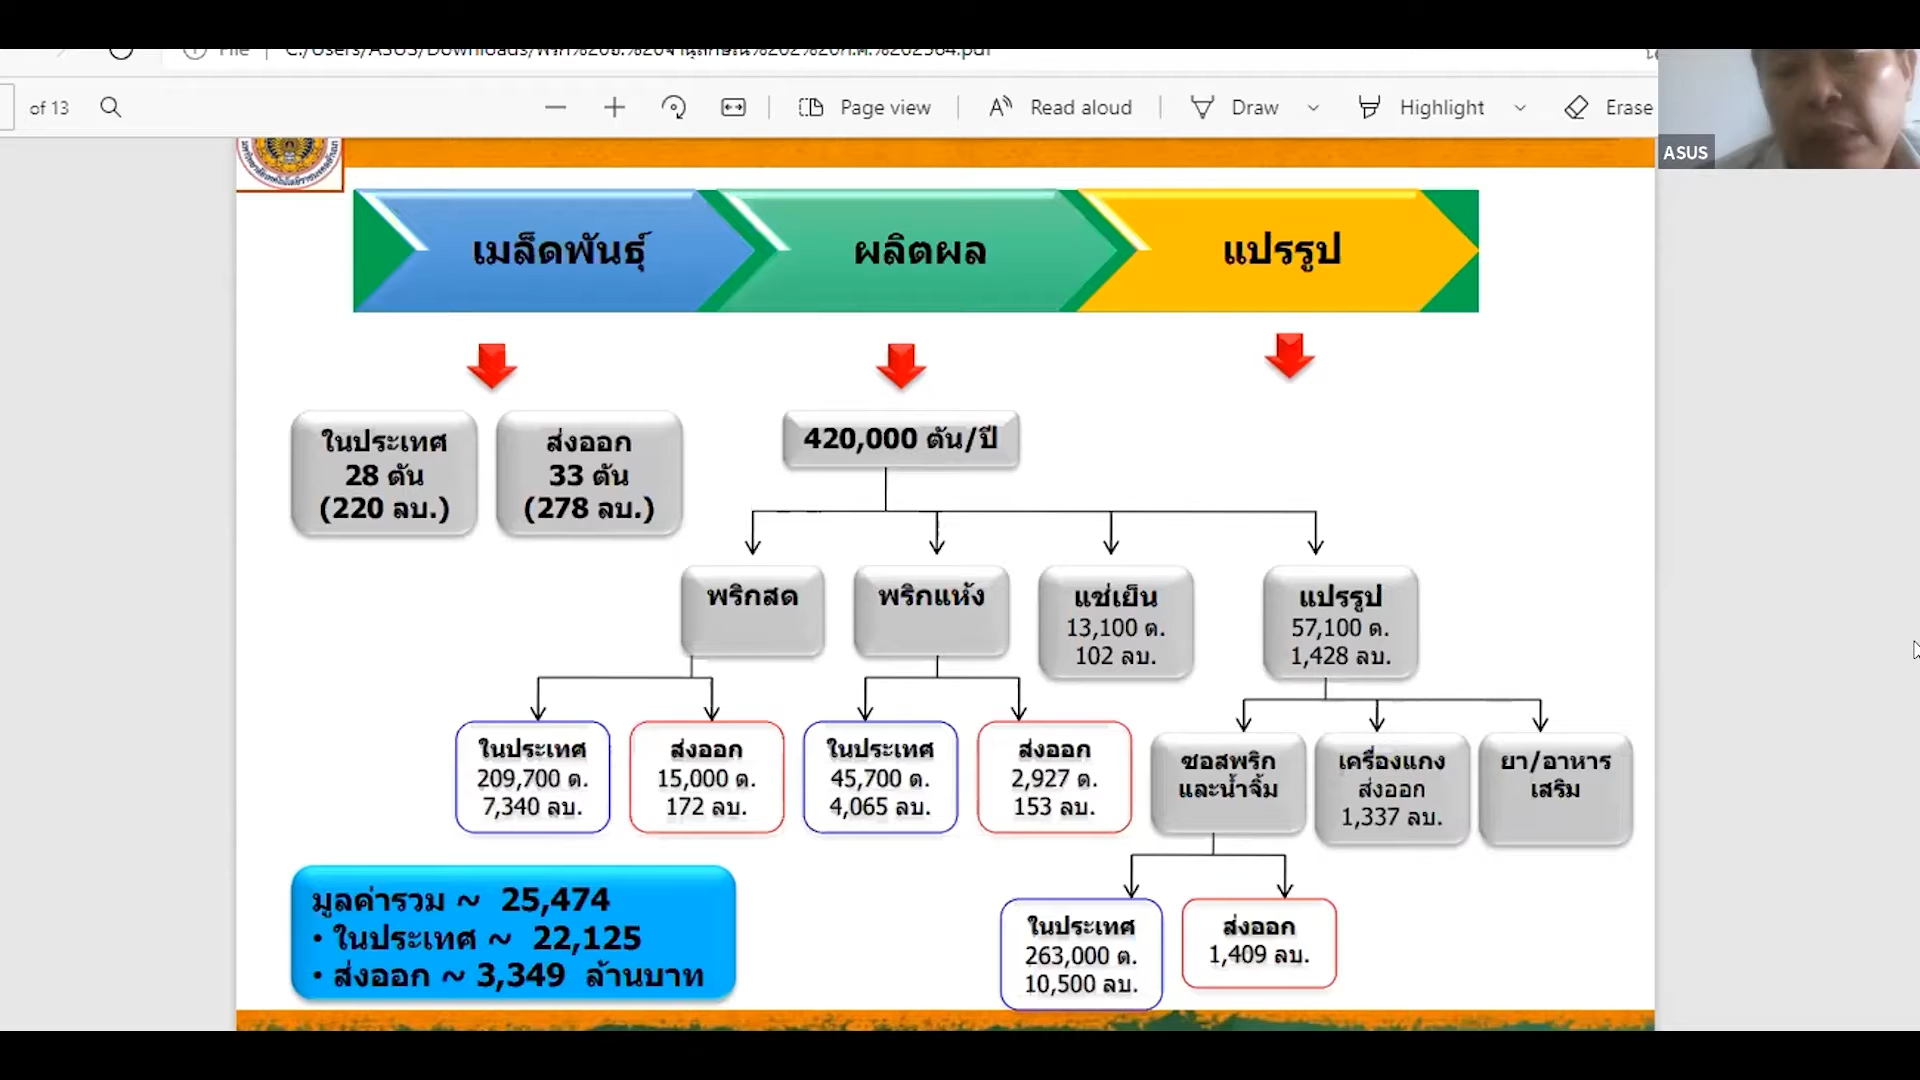 of 13
Page view
Read aloud
Draw
Highlight
Erase
ASUS
เมล็ดพันธุ์
ผลิตผล
แปรรูป
ในประเทศ
28 ตัน
(220 ลบ.)
ส่งออก
33 ตัน
(278 ลบ.)
420,000 ตัน/ปี
พริกสด
พริกแห้ง
แช่เย็น
13,100 ต.
102 ลบ.
แปรรูป
57,100 ต.
1,428 ลบ.
ในประเทศ
209,700 ต.
7,340 ลบ.
ส่งออก
15,000 ต.
172 ลบ.
ในประเทศ
45,700 ต.
4,065 ลบ.
ส่งออก
2,927 ต.
153 ลบ.
ซอสพริก
และน้ำจิ้ม
เครื่องแกง
ส่งออก
1,337 ลบ.
ยา/อาหาร
เสริม
มูลค่ารวม ~ 25,474
• ในประเทศ ~ 22,125
• ส่งออก ~ 3,349 ล้านบาท
ในประเทศ
263,000 ต.
10,500 ลบ.
ส่งออก
1,409 ลบ.